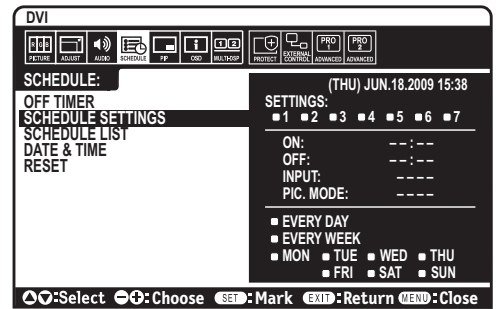 DVI
RGB
PICTURE ADJUST AUDIO SCHEDULE PIP OSD MULTI-DSP PROTECT EXTERNAL CONTROL PRO 1 ADVANCED PRO 2 ADVANCED
SCHEDULE:
OFF TIMER
SCHEDULE SETTINGS
SCHEDULE LIST
DATE & TIME
RESET
(THU) JUN.18.2009 15:38
SETTINGS:
1 2 3 4 5 6 7
ON: --:--
OFF: --:--
INPUT: ----
PIC. MODE: ----
EVERY DAY
EVERY WEEK
MON TUE WED THU
FRI SAT SUN
:Select :Choose SET:Mark EXIT:Return MENU:Close